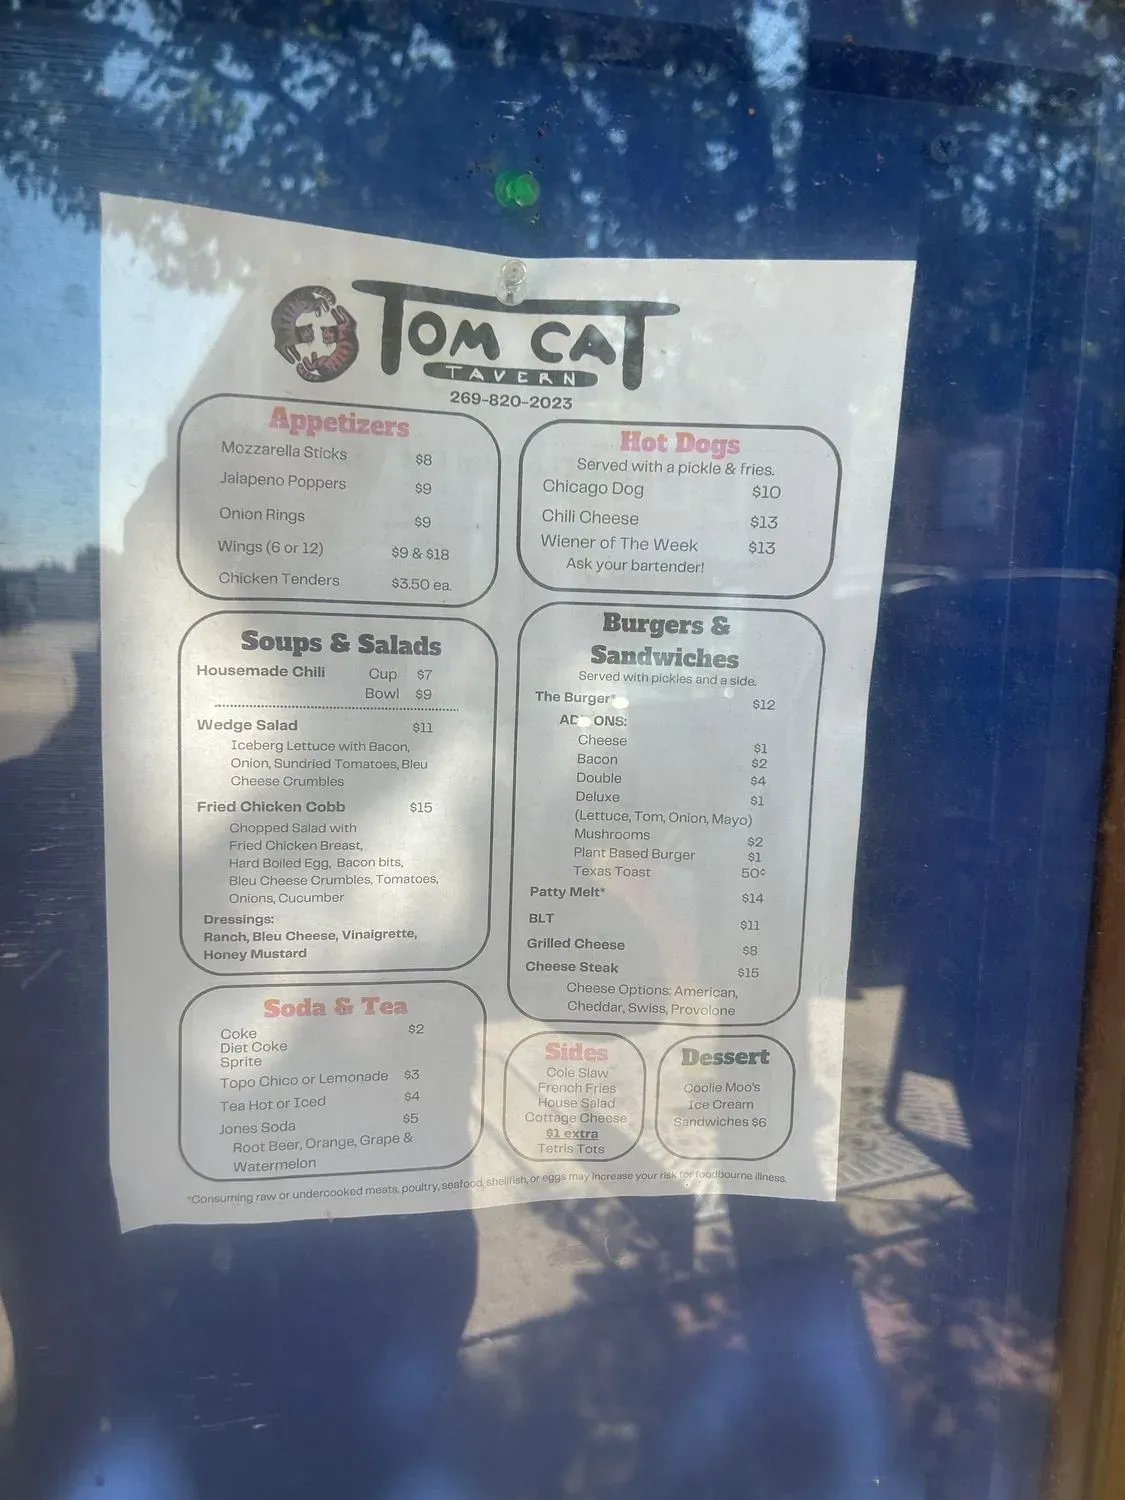 TOM CAT
TAVERN
269-820-2023
Appetizers
Mozzarella Sticks $8
Jalapeno Poppers $9
Onion Rings $9
Wings (6 or 12) $9 & $18
Chicken Tenders $3.50 ea.
Hot Dogs
Served with a pickle & fries.
Chicago Dog $10
Chili Cheese $13
Wiener of The Week $13
Ask your bartender!
Soups & Salads
Housemade Chili Cup $7
Bowl $9
Wedge Salad $11
Iceberg Lettuce with Bacon,
Onion, Sundried Tomatoes, Bleu
Cheese Crumbles
Fried Chicken Cobb $15
Chopped Salad with
Fried Chicken Breast,
Hard Boiled Egg, Bacon bits,
Bleu Cheese Crumbles, Tomatoes,
Onions, Cucumber
Dressings:
Ranch, Bleu Cheese, Vinaigrette,
Honey Mustard
Burgers &
Sandwiches
Served with pickles and a side.
The Burger* $12
ADD ONS:
Cheese $1
Bacon $2
Double $4
Deluxe $1
(Lettuce, Tom, Onion, Mayo)
Mushrooms $2
Plant Based Burger $1
Texas Toast 50¢
Patty Melt* $14
BLT $11
Grilled Cheese $8
Cheese Steak $15
Cheese Options: American,
Cheddar, Swiss, Provolone
Soda & Tea
Coke $2
Diet Coke
Sprite
Topo Chico or Lemonade $3
Tea Hot or Iced $4
Jones Soda $5
Root Beer, Orange, Grape &
Watermelon
Sides
Cole Slaw
French Fries
House Salad
Cottage Cheese
$1 extra
Tetris Tots
Dessert
Coolie Moo's
Ice Cream
Sandwiches $6
*Consuming raw or undercooked meats, poultry, seafood, shellfish, or eggs may increase your risk for foodbourne illness.